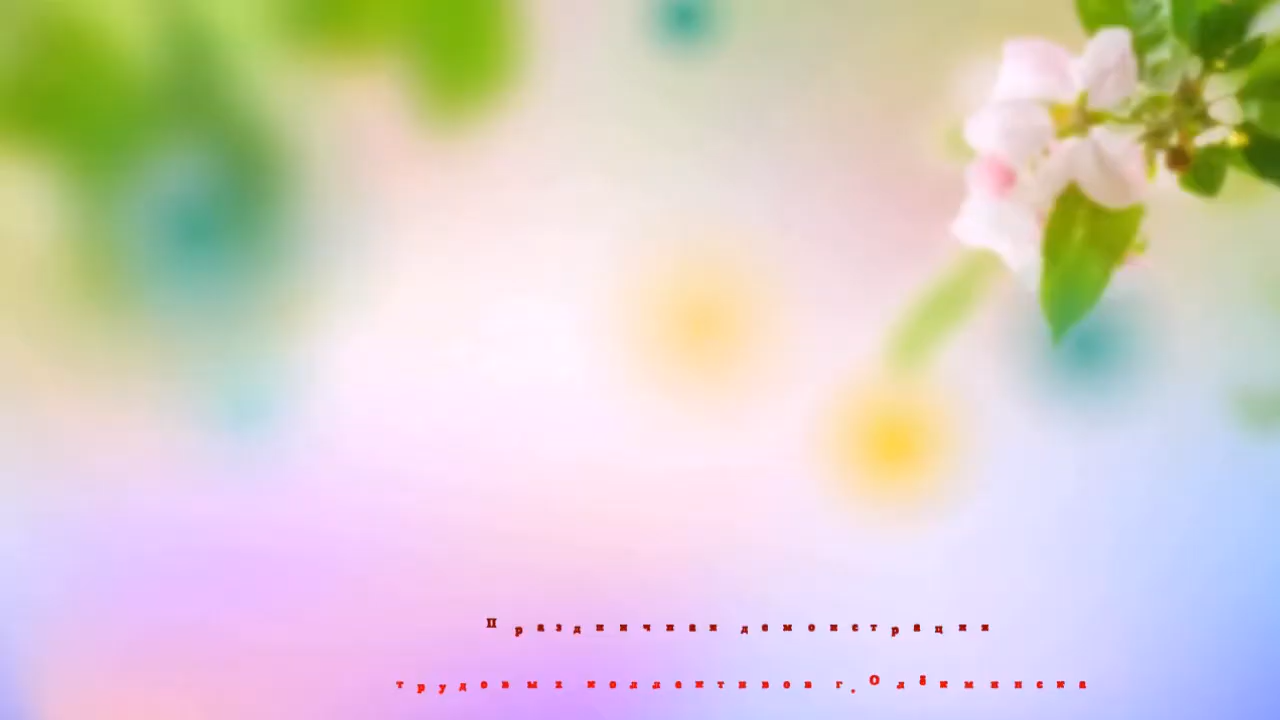 Праздничная демонстрация
трудовых коллективов г.Олёкминска